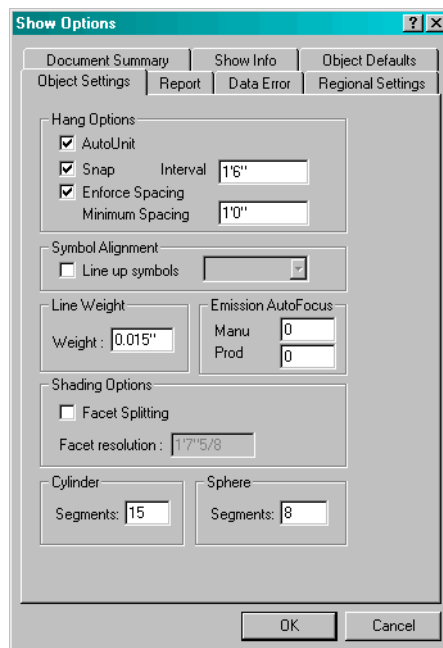 Show Options
Document Summary Show Info Object Defaults
Object Settings Report Data Error Regional Settings
Hang Options
AutoUnit
Snap Interval 1'6"
Enforce Spacing
Minimum Spacing 1'0"
Symbol Alignment
Line up symbols
Line Weight Emission AutoFocus
Weight : 0.015" Manu 0
Prod 0
Shading Options
Facet Splitting
Facet resolution : 1'7"5/8
Cylinder Sphere
Segments: 15 Segments: 8
OK Cancel